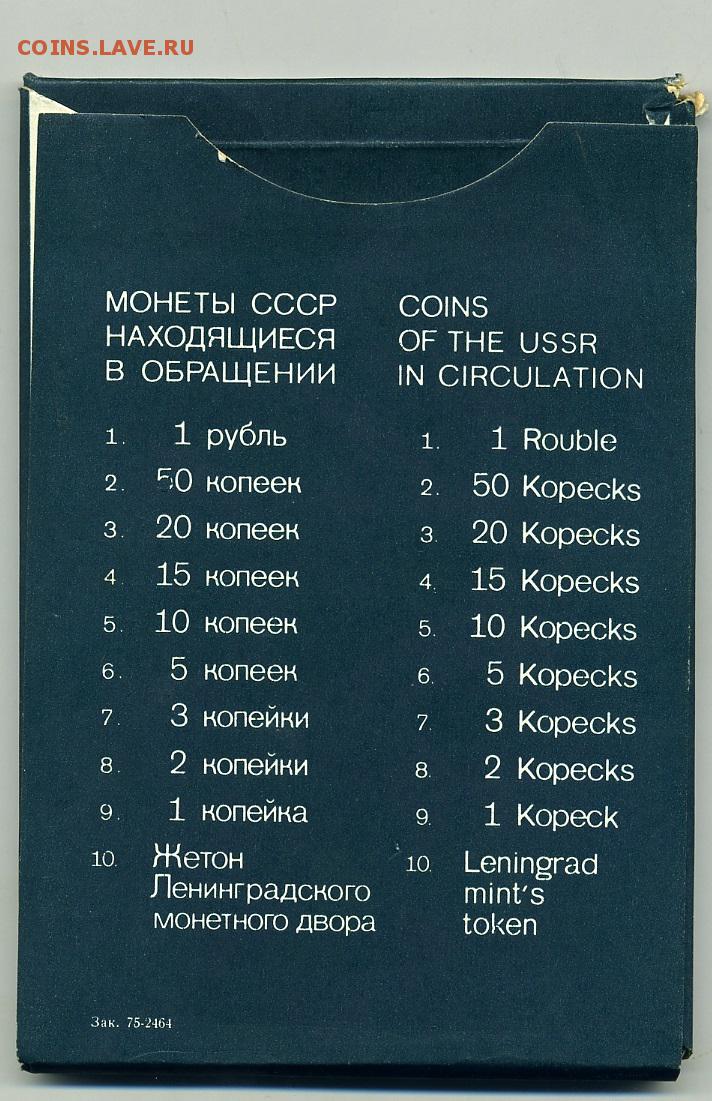 COINS.LAVE.RU
МОНЕТЫ СССР
НАХОДЯЩИЕСЯ
В ОБРАЩЕНИИ
1. 1 рубль
2. 50 копеек
3. 20 копеек
4 15 копеек
5. 10 копеек
6. 5 копеек
7. 3 копейки
8. 2 копейки
9. 1 копейка
10. Жетон
Ленинградского
монетного двора
COINS
OF THE USSR
IN CIRCULATION
1. 1 Rouble
2. 50 Kopecks
3. 20 Kopecks
4. 15 Kopecks
5. 10 Kopecks
6. 5 Kopecks
7. 3 Kopecks
8. 2 Kopecks
9. 1 Kopeck
10. Leningrad
mint's
token
Зак. 75-2464